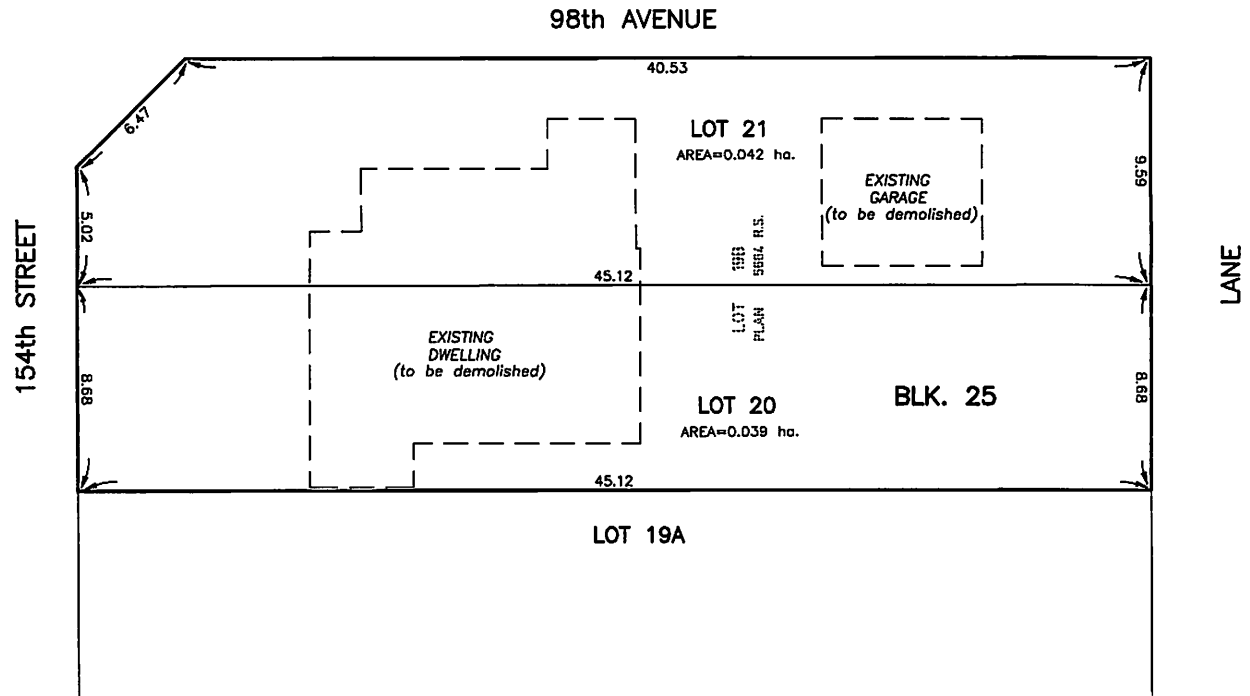 98th AVENUE
40.53
6.47
LOT 21
AREA=0.042 ha.
EXISTING
GARAGE
(to be demolished)
9.59
5.02
154th STREET
LANE
LOT 19B
PLAN 5664 R.S.
45.12
EXISTING
DWELLING
(to be demolished)
8.68
8.68
LOT 20
AREA=0.039 ha.
BLK. 25
45.12
LOT 19A